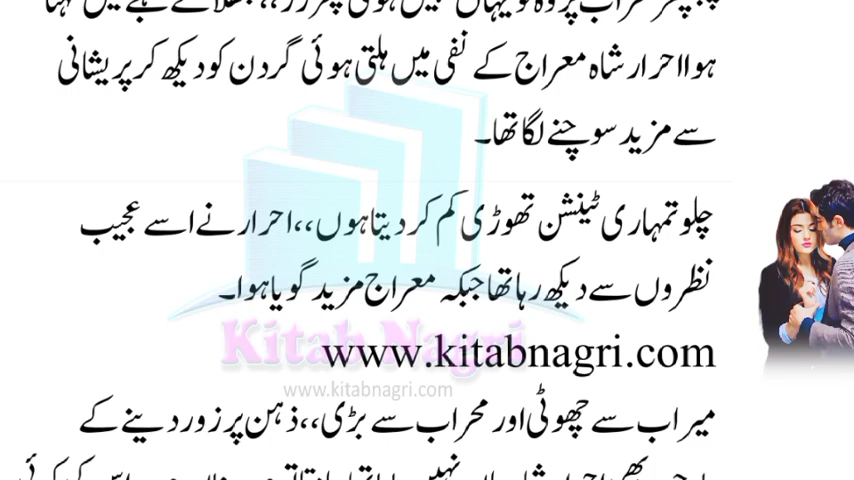 ہوا احرار شاہ معراج کے نفی میں ہلتی ہوئی گردن کو دیکھ کر پریشانی
سے مزید سوچنے لگا تھا۔
چلو تمہاری ٹینشن تھوڑی کم کر دیتا ہوں،، احرار نے اسے عجیب
نظروں سے دیکھ رہا تھا جبکہ معراج مزید گویا ہوا۔
Kitab Nagri
www.kitabnagri.com
www.kitabnagri.com
میراب سے چھوٹی اور محراب سے بڑی،، ذہن پر زور دینے کے